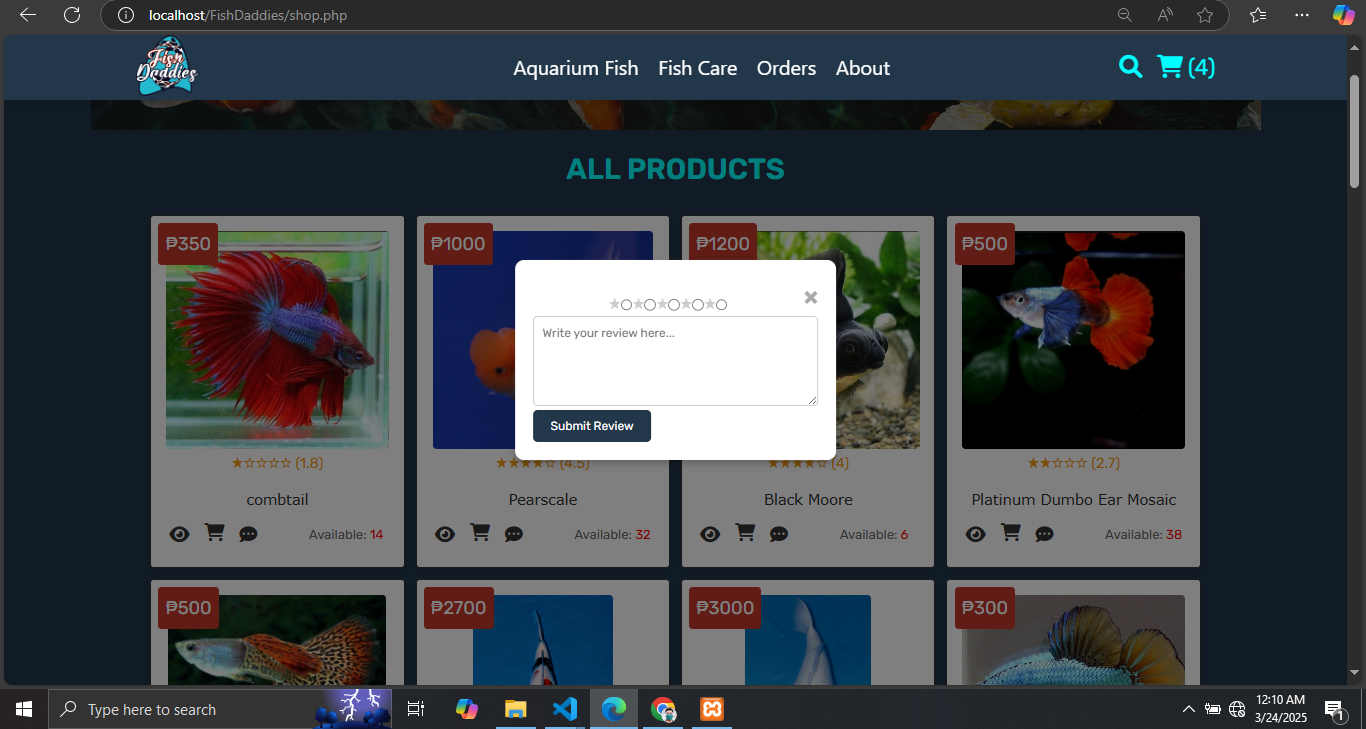 localhost/FishDaddies/shop.php
Fish
Daddies
Aquarium Fish Fish Care Orders About
(4)
ALL PRODUCTS
₱350 ₱1000 ₱1200 ₱500
Write your review here...
Submit Review
★☆☆☆☆ (1.8) ★★★★☆ (4.5) ★★★★☆ (4) ★★☆☆☆ (2.7)
combtail Pearscale Black Moore Platinum Dumbo Ear Mosaic
Available: 14 Available: 32 Available: 6 Available: 38
₱500 ₱2700 ₱3000 ₱300
Type here to search
12:10 AM
3/24/2025
1